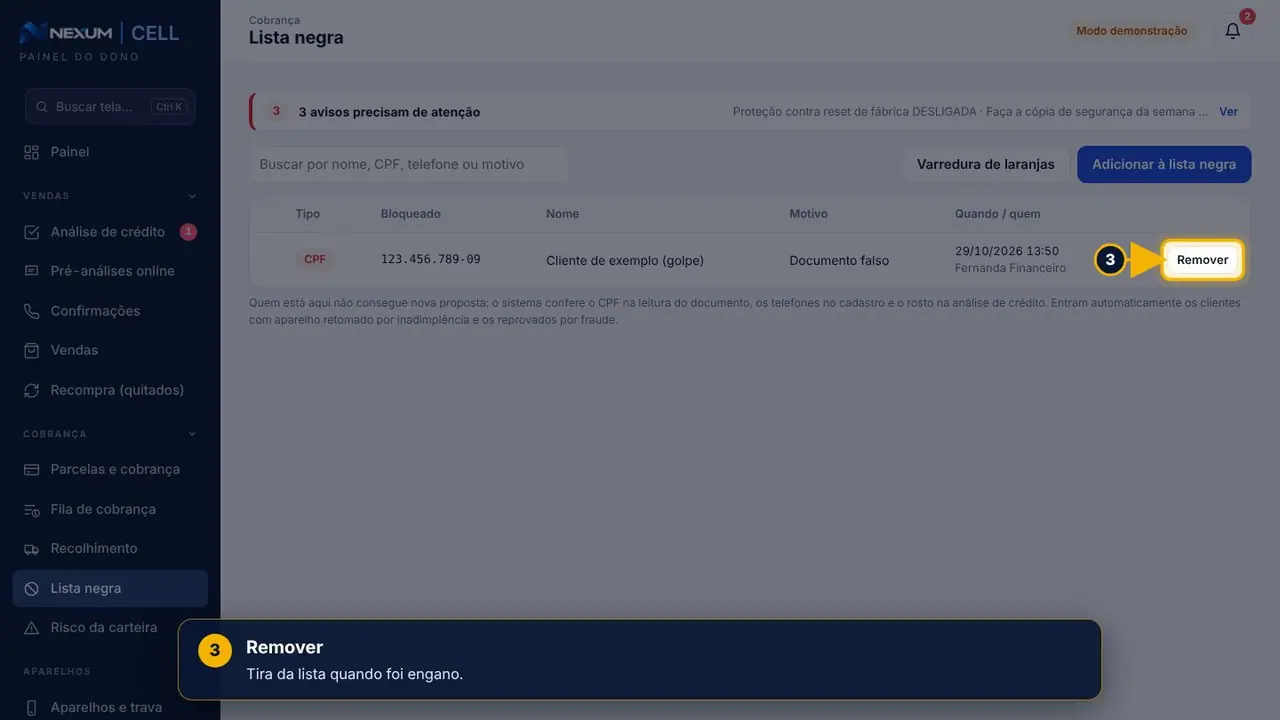 NEXUM | CELL
PAINEL DO DONO
Buscar tela... Ctrl K
Painel
VENDAS
Análise de crédito 1
Pré-análises online
Confirmações
Vendas
Recompra (quitados)
COBRANÇA
Parcelas e cobrança
Fila de cobrança
Recolhimento
Lista negra
Risco da carteira
APARELHOS
Aparelhos e trava
Cobrança
Lista negra
Modo demonstração
2
3 3 avisos precisam de atenção Proteção contra reset de fábrica DESLIGADA · Faça a cópia de segurança da semana ... Ver
Buscar por nome, CPF, telefone ou motivo Varredura de laranjas Adicionar à lista negra
Tipo Bloqueado Nome Motivo Quando / quem
CPF 123.456.789-09 Cliente de exemplo (golpe) Documento falso 29/10/2026 13:50
Fernanda Financeiro
3 Remover
Quem está aqui não consegue nova proposta: o sistema confere o CPF na leitura do documento, os telefones no cadastro e o rosto na análise de crédito. Entram automaticamente os clientes
com aparelho retomado por inadimplência e os reprovados por fraude.
3 Remover
Tira da lista quando foi engano.